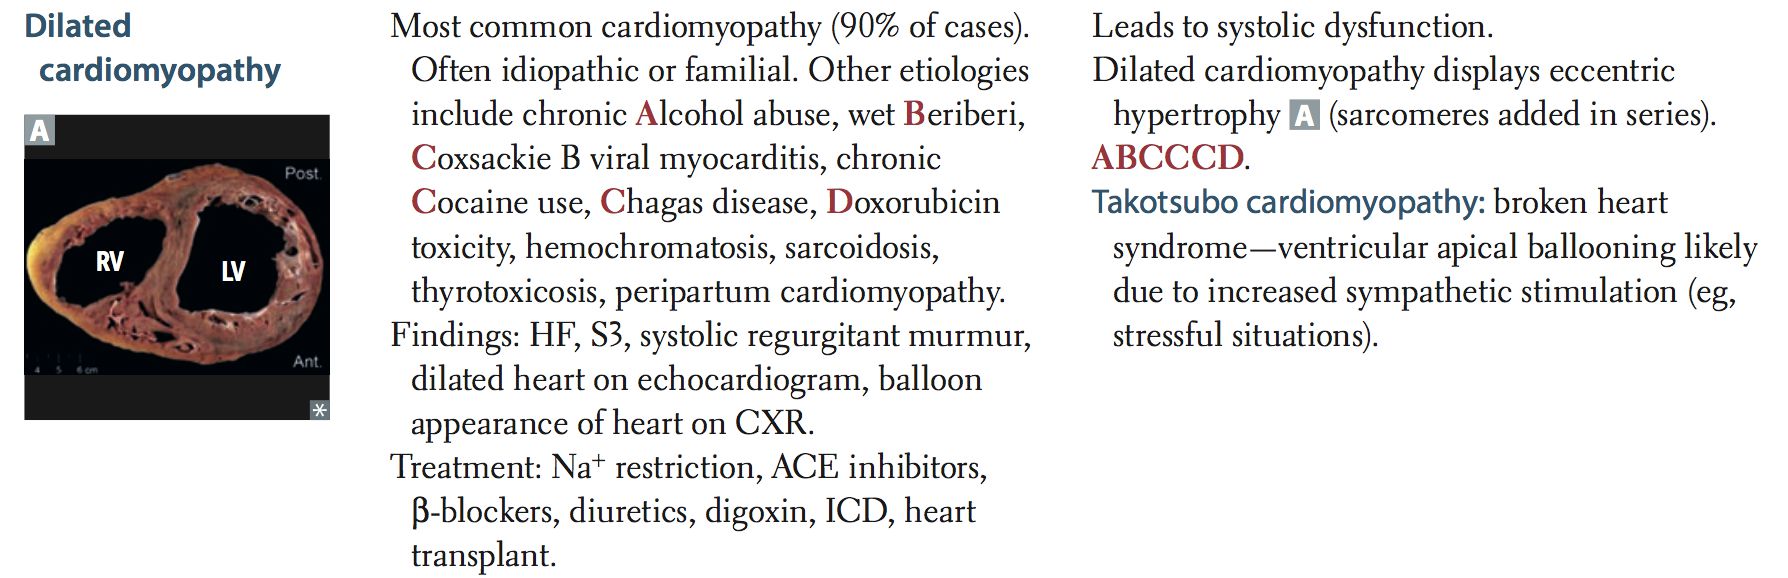 Dilated
cardiomyopathy
A
Post.
RV
LV
Ant.
4 5 6 cm
*
Most common cardiomyopathy (90% of cases).
Often idiopathic or familial. Other etiologies
include chronic Alcohol abuse, wet Beriberi,
Coxsackie B viral myocarditis, chronic
Cocaine use, Chagas disease, Doxorubicin
toxicity, hemochromatosis, sarcoidosis,
thyrotoxicosis, peripartum cardiomyopathy.
Findings: HF, S3, systolic regurgitant murmur,
dilated heart on echocardiogram, balloon
appearance of heart on CXR.
Treatment: Na⁺ restriction, ACE inhibitors,
β-blockers, diuretics, digoxin, ICD, heart
transplant.
Leads to systolic dysfunction.
Dilated cardiomyopathy displays eccentric
hypertrophy A (sarcomeres added in series).
ABCCCD.
Takotsubo cardiomyopathy: broken heart
syndrome—ventricular apical ballooning likely
due to increased sympathetic stimulation (eg,
stressful situations).